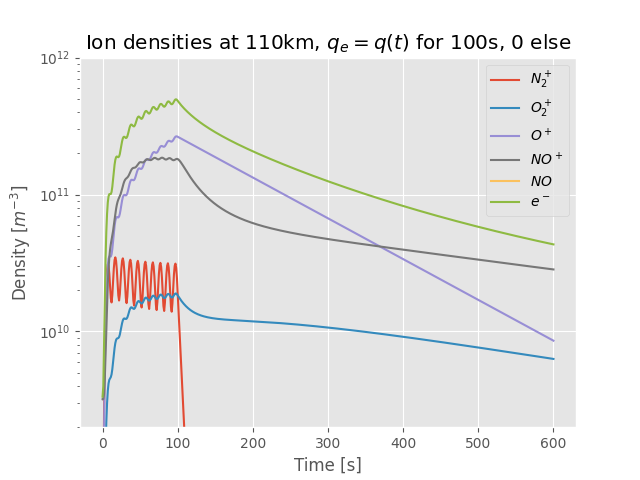 Ion densities at 110km, $q_e = q(t)$ for 100s, 0 else
Density [$m^{-3}$]
$10^{12}$
$10^{11}$
$10^{10}$
$N_2^+$
$O_2^+$
$O^+$
$NO^+$
$NO$
$e^-$
0 100 200 300 400 500 600
Time [s]